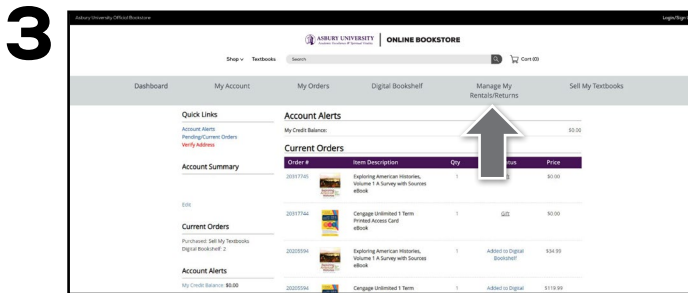 3
Asbury University Official Bookstore
Login/Sign
ASBURY UNIVERSITY ONLINE BOOKSTORE
Shop Textbooks Search Cart (0)
Dashboard My Account My Orders Digital Bookshelf Manage My Rentals/Returns Sell My Textbooks
Quick Links
Account Alerts
Pending/Current Orders
Verify Address
Account Summary
Edit
Current Orders
Purchased: Sell My Textbooks
Digital Bookshelf: 2
Account Alerts
My Credit Balance: $0.00
Account Alerts
My Credit Balance: $0.00
Current Orders
Order # Item Description Qty Price
20317745 Exploring American Histories, 1 $0.00
Volume 1 A Survey with Sources
eBook
20317744 Cengage Unlimited 1 Term 1 Gift $0.00
Printed Access Card
eBook
20205594 Exploring American Histories, 1 Added to Digital $34.99
Volume 1 A Survey with Sources Bookshelf
eBook
20205594 Cengage Unlimited 1 Term 1 Added to Digital $119.99